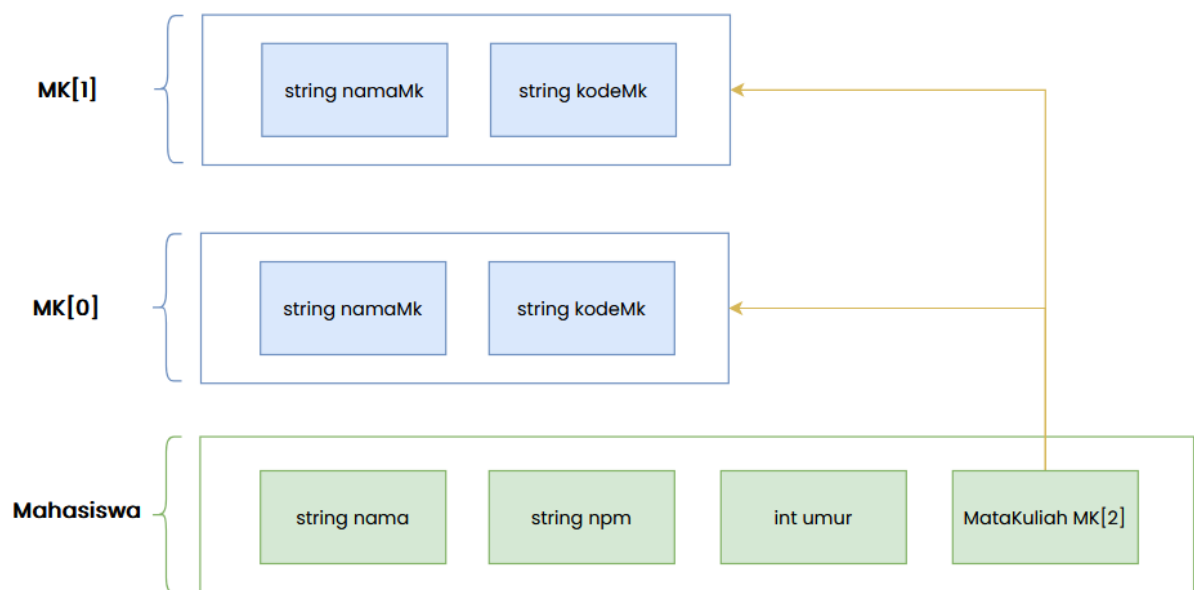 MK[1]
string namaMk
string kodeMk
MK[0]
string namaMk
string kodeMk
Mahasiswa
string nama
string npm
int umur
MataKuliah MK[2]